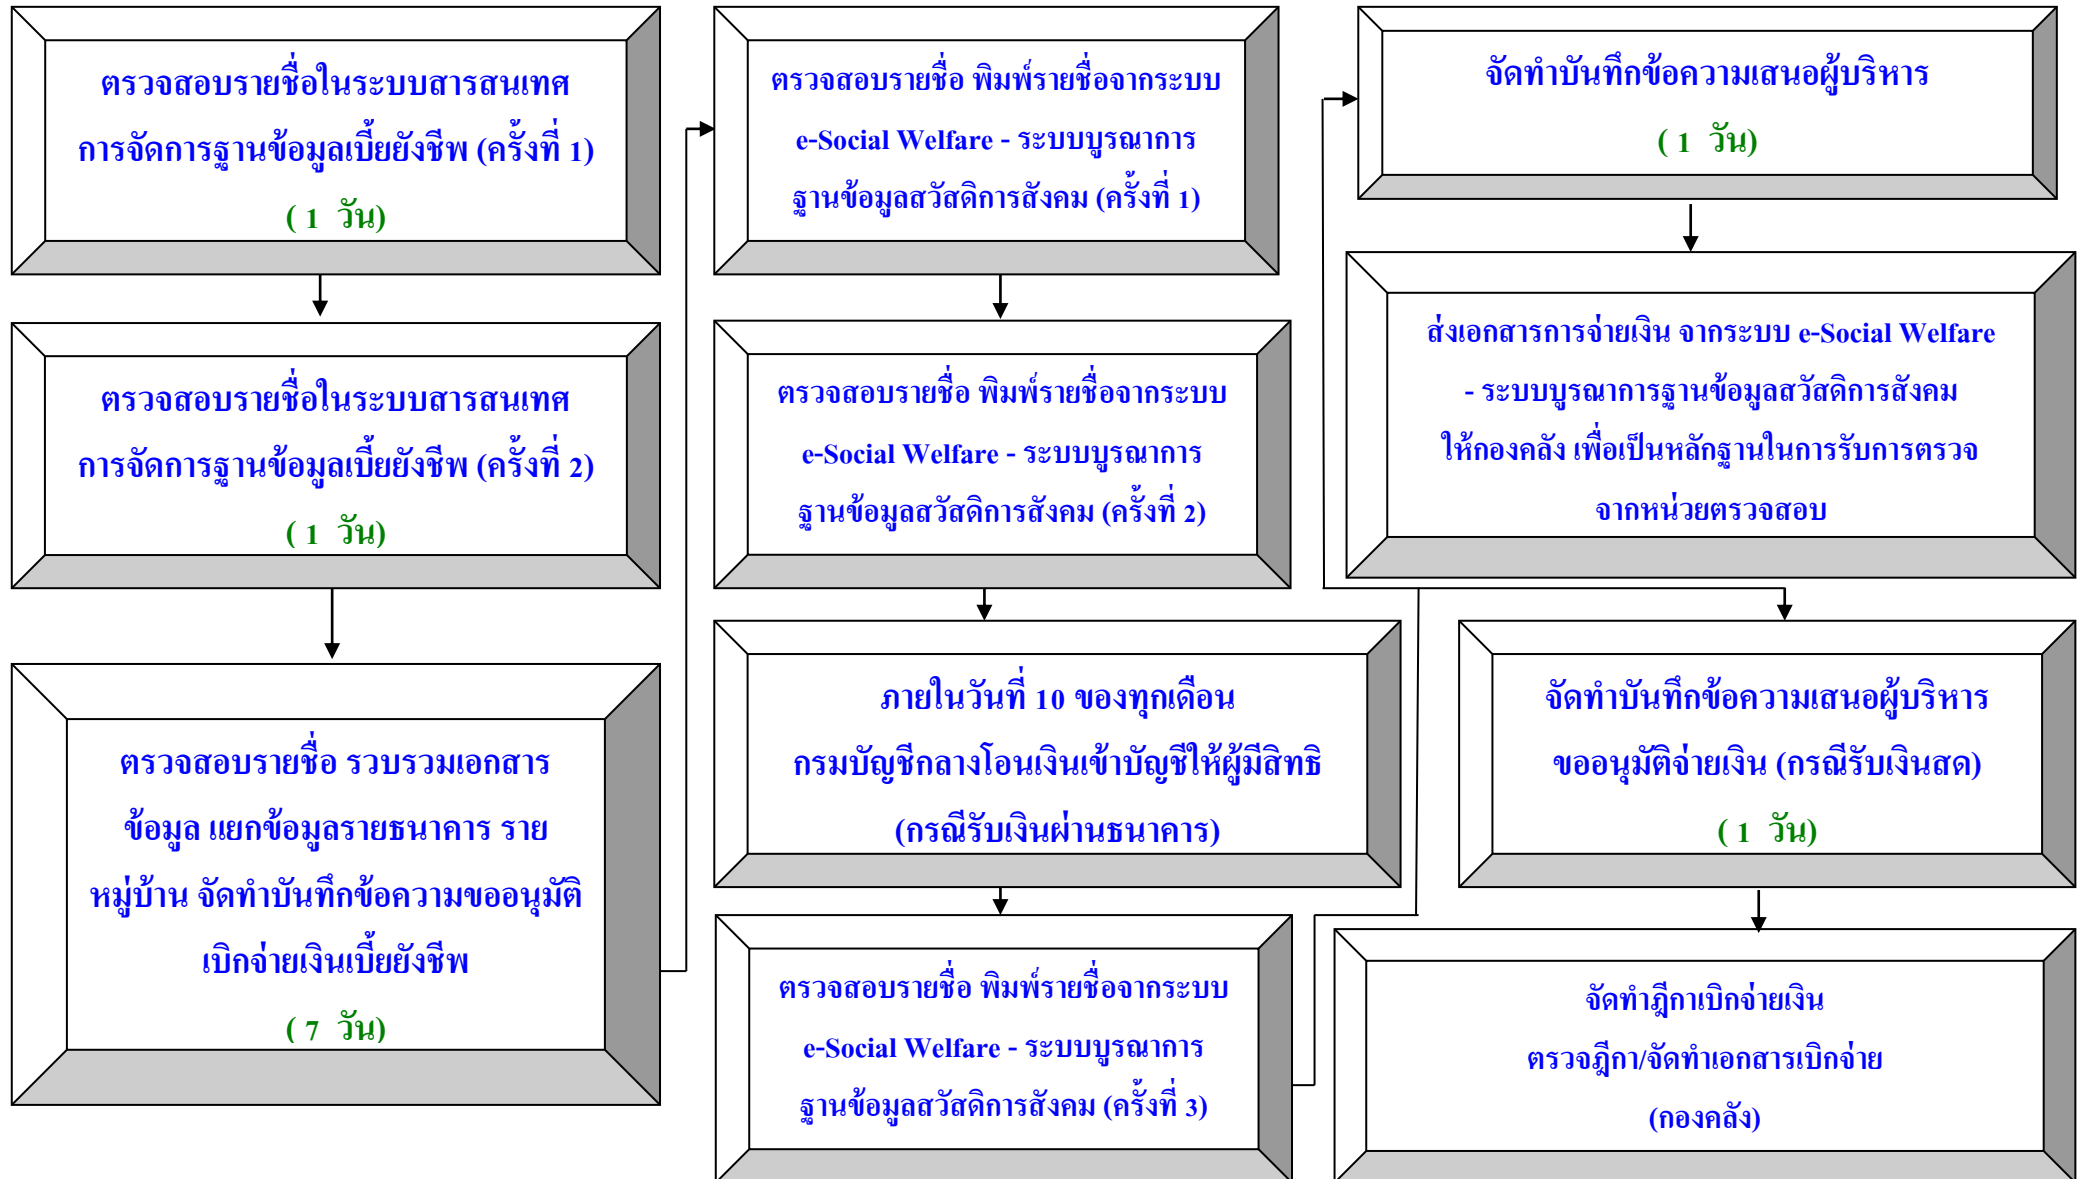 ตรวจสอบรายชื่อในระบบสารสนเทศ
การจัดการฐานข้อมูลเบี้ยยังชีพ (ครั้งที่ 1)
( 1 วัน)
ตรวจสอบรายชื่อในระบบสารสนเทศ
การจัดการฐานข้อมูลเบี้ยยังชีพ (ครั้งที่ 2)
( 1 วัน)
ตรวจสอบรายชื่อ รวบรวมเอกสาร
ข้อมูล แยกข้อมูลรายธนาคาร ราย
หมู่บ้าน จัดทำบันทึกข้อความขออนุมัติ
เบิกจ่ายเงินเบี้ยยังชีพ
( 7 วัน)
ตรวจสอบรายชื่อ พิมพ์รายชื่อจากระบบ
e-Social Welfare - ระบบบูรณาการ
ฐานข้อมูลสวัสดิการสังคม (ครั้งที่ 1)
ตรวจสอบรายชื่อ พิมพ์รายชื่อจากระบบ
e-Social Welfare - ระบบบูรณาการ
ฐานข้อมูลสวัสดิการสังคม (ครั้งที่ 2)
ภายในวันที่ 10 ของทุกเดือน
กรมบัญชีกลางโอนเงินเข้าบัญชีให้ผู้มีสิทธิ
(กรณีรับเงินผ่านธนาคาร)
ตรวจสอบรายชื่อ พิมพ์รายชื่อจากระบบ
e-Social Welfare - ระบบบูรณาการ
ฐานข้อมูลสวัสดิการสังคม (ครั้งที่ 3)
จัดทำบันทึกข้อความเสนอผู้บริหาร
( 1 วัน)
ส่งเอกสารการจ่ายเงิน จากระบบ e-Social Welfare
- ระบบบูรณาการฐานข้อมูลสวัสดิการสังคม
ให้กองคลัง เพื่อเป็นหลักฐานในการรับการตรวจ
จากหน่วยตรวจสอบ
จัดทำบันทึกข้อความเสนอผู้บริหาร
ขออนุมัติจ่ายเงิน (กรณีรับเงินสด)
( 1 วัน)
จัดทำฎีกาเบิกจ่ายเงิน
ตรวจฎีกา/จัดทำเอกสารเบิกจ่าย
(กองคลัง)